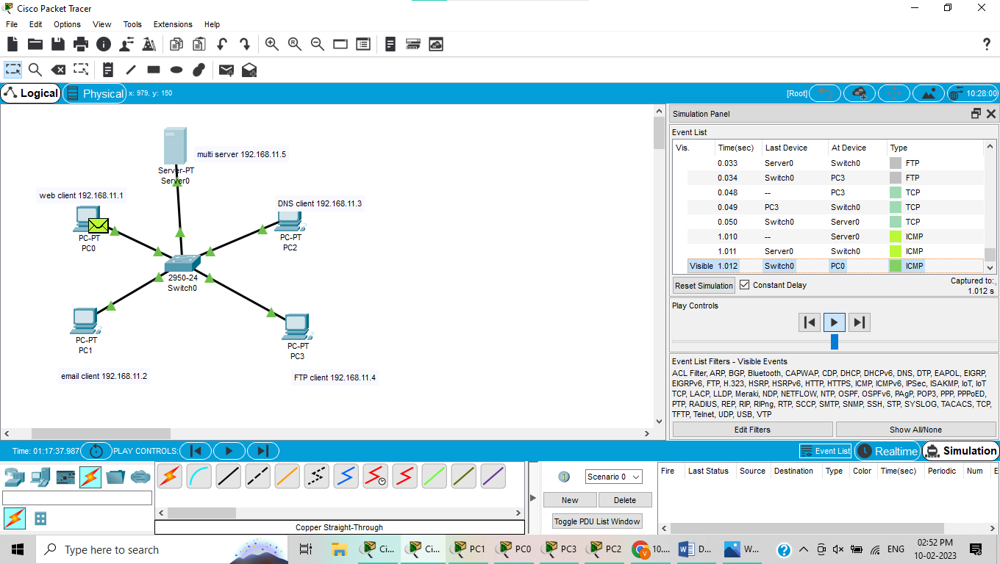 Cisco Packet Tracer
File Edit Options View Tools Extensions Help
Logical Physical x: 979, y: 150 [Root] 10:28:00
Simulation Panel
Event List
Vis. Time(sec) Last Device At Device Type
0.033 Server0 Switch0 FTP
0.034 Switch0 PC3 FTP
0.048 -- PC3 TCP
0.049 PC3 Switch0 TCP
0.050 Switch0 Server0 TCP
1.010 -- Server0 ICMP
1.011 Server0 Switch0 ICMP
Visible 1.012 Switch0 PC0 ICMP
Reset Simulation Constant Delay Captured to:
1.012 s
Play Controls
Event List Filters - Visible Events
ACL Filter, ARP, BGP, Bluetooth, CAPWAP, CDP, DHCP, DHCPv6, DNS, DTP, EAPOL, EIGRP,
EIGRPv6, FTP, H.323, HSRP, HSRPv6, HTTP, HTTPS, ICMP, ICMPv6, IPSec, ISAKMP, IoT, IoT
TCP, LACP, LLDP, Meraki, NDP, NETFLOW, NTP, OSPF, OSPFv6, PAgP, POP3, PPP, PPPoED,
PTP, RADIUS, REP, RIP, RIPng, RTP, SCCP, SMTP, SNMP, SSH, STP, SYSLOG, TACACS, TCP,
TFTP, Telnet, UDP, USB, VTP
Edit Filters Show All/None
multi server 192.168.11.5
Server-PT
Server0
web client 192.168.11.1
PC-PT
PC0
DNS client 192.168.11.3
PC-PT
PC2
2950-24
Switch0
PC-PT
PC1
email client 192.168.11.2
PC-PT
PC3
FTP client 192.168.11.4
Time: 01:17:37.987 PLAY CONTROLS: Event List Realtime Simulation
Copper Straight-Through
Scenario 0
New Delete
Toggle PDU List Window
Fire Last Status Source Destination Type Color Time(sec) Periodic Num E
Type here to search Ci... Ci... PC1 PC0 PC3 PC2 10.... D... W... ENG 02:52 PM
10-02-2023